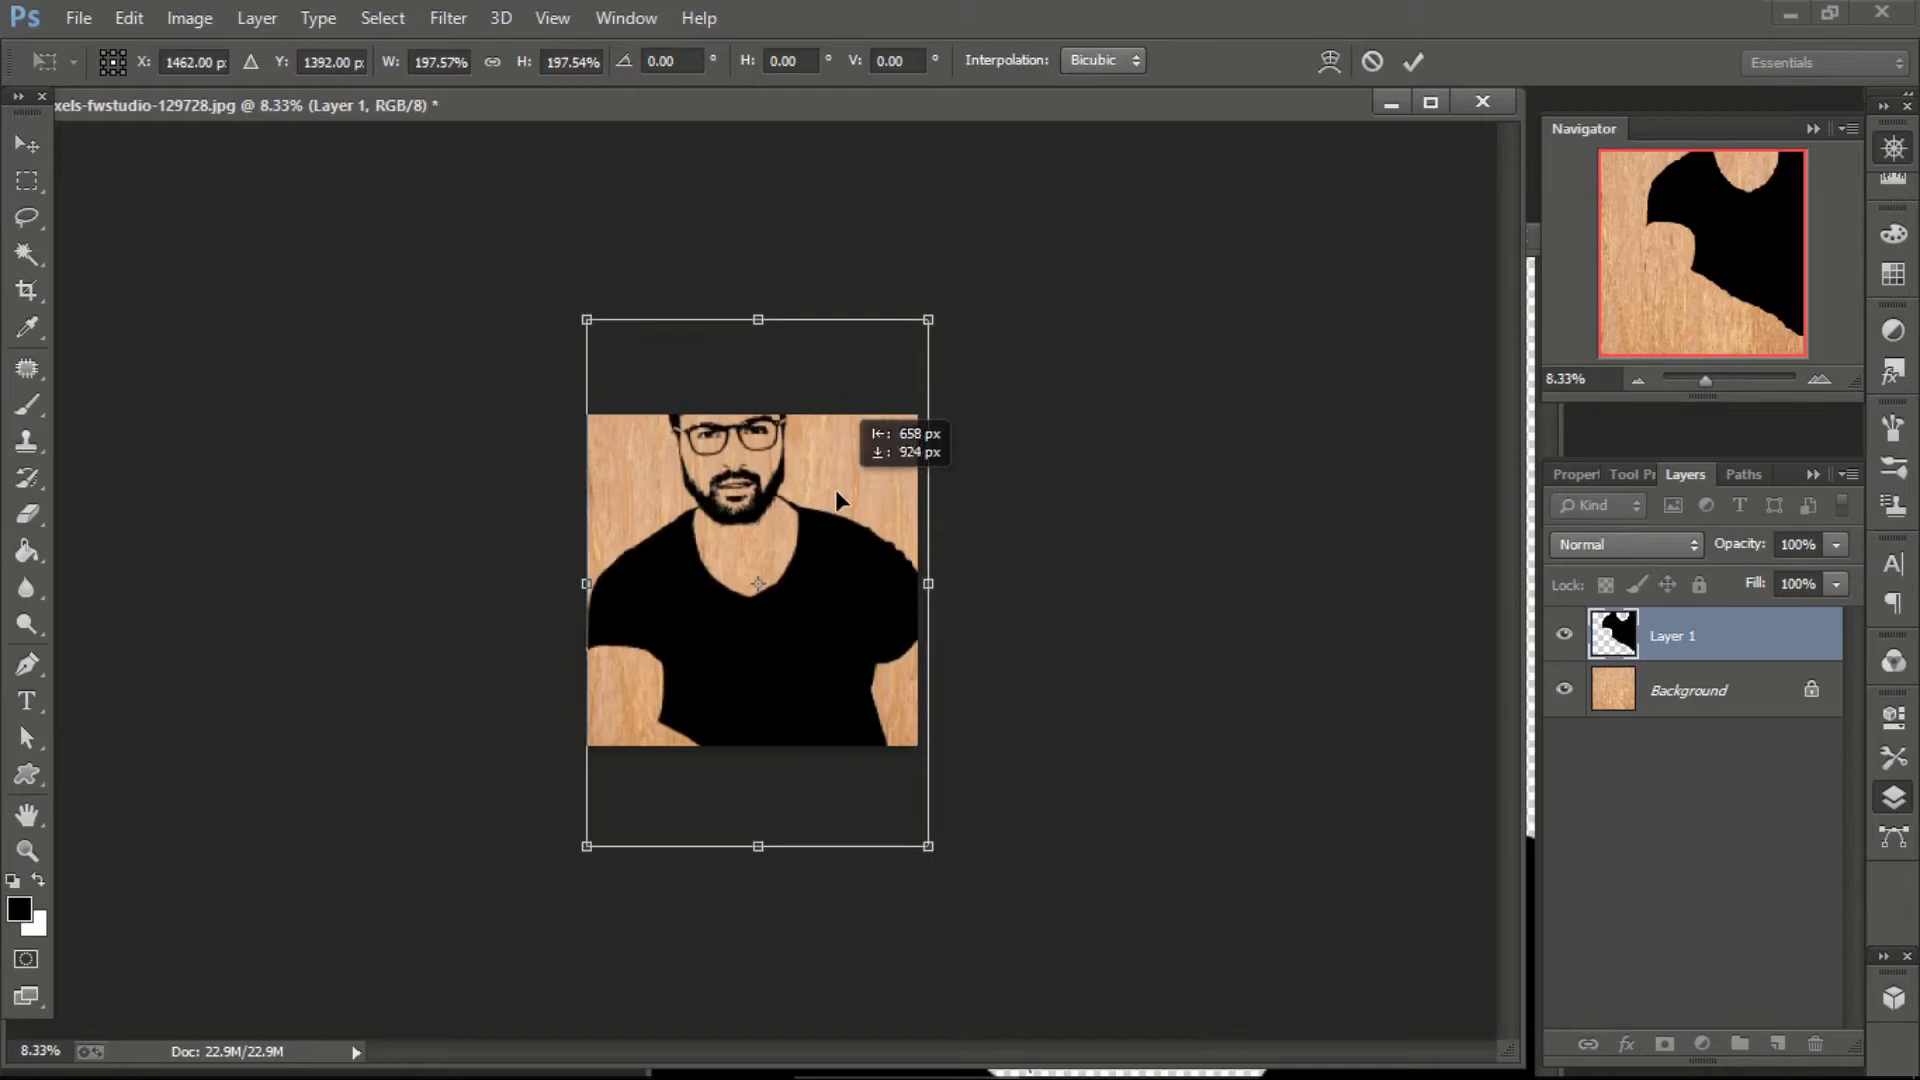 Ps File Edit Image Layer Type Select Filter 3D View Window Help
X: 1462.00 p Y: 1392.00 p W: 197.57% H: 197.54% 0.00 ° H: 0.00 ° V: 0.00 ° Interpolation: Bicubic Essentials
xels-fwstudio-129728.jpg @ 8.33% (Layer 1, RGB/8) *
Navigator
8.33%
658 px
924 px
Propert Tool Pr Layers Paths
Kind
Normal Opacity: 100%
Lock: Fill: 100%
Layer 1
Background
8.33% Doc: 22.9M/22.9M